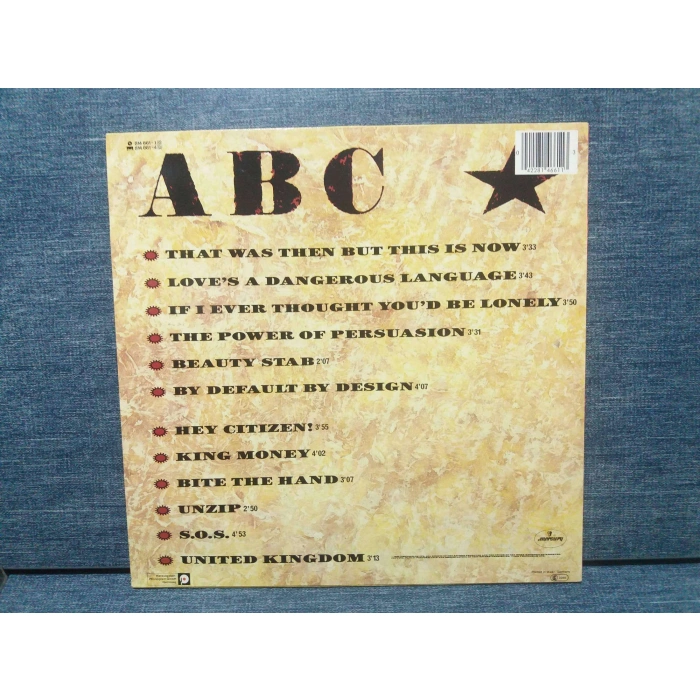 ABC
THAT WAS THEN BUT THIS IS NOW 3'33
LOVE'S A DANGEROUS LANGUAGE 3'43
IF I EVER THOUGHT YOU'D BE LONELY 3'50
THE POWER OF PERSUASION 3'31
BEAUTY STAB 2'07
BY DEFAULT BY DESIGN 4'07
HEY CITIZEN! 3'55
KING MONEY 4'02
BITE THE HAND 3'07
UNZIP 2'50
S.O.S. 4'53
UNITED KINGDOM 3'13
mercury